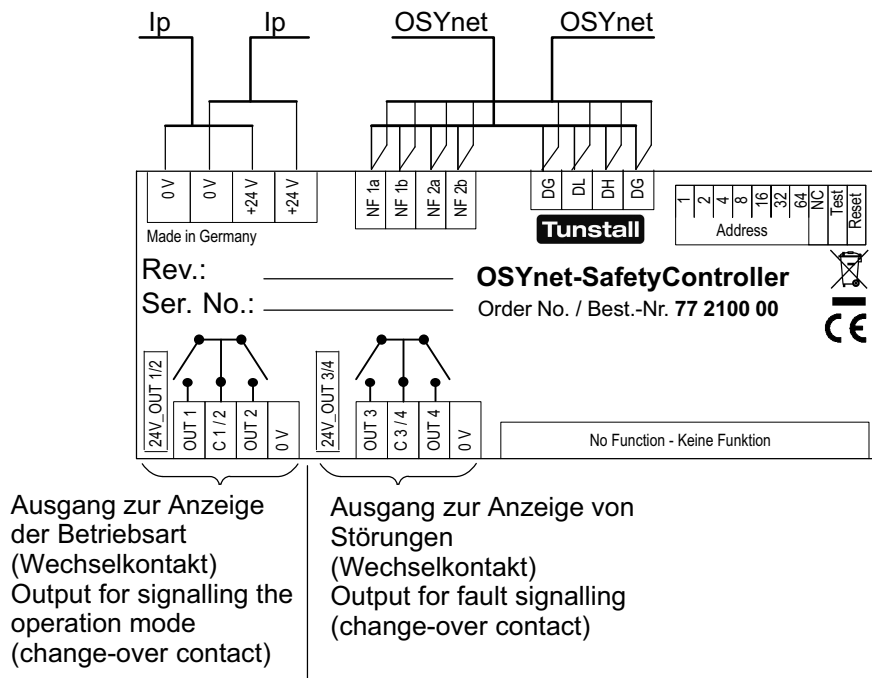 Ip Ip OSYnet OSYnet
0 V 0 V +24 V +24 V NF 1a NF 1b NF 2a NF 2b DG DL DH DG 1 2 4 8 16 32 64 NC Test Reset
Made in Germany Tunstall Address
Rev.: OSYnet-SafetyController
Ser. No.: Order No. / Best.-Nr. 77 2100 00
CE
24V_OUT 1/2 OUT 1 C 1 / 2 OUT 2 0 V 24V_OUT 3/4 OUT 3 C 3 / 4 OUT 4 0 V No Function - Keine Funktion
Ausgang zur Anzeige
der Betriebsart
(Wechselkontakt)
Output for signalling the
operation mode
(change-over contact)
Ausgang zur Anzeige von
Störungen
(Wechselkontakt)
Output for fault signalling
(change-over contact)